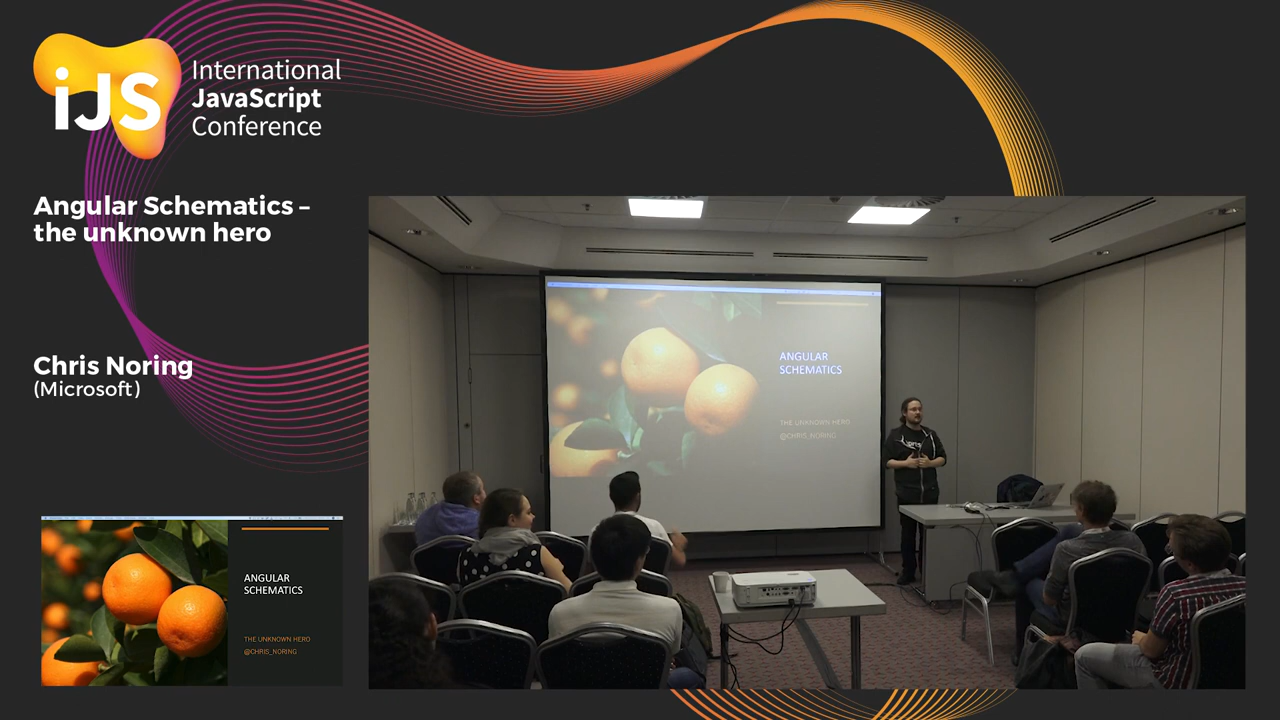 iJS
International
JavaScript
Conference
Angular Schematics –
the unknown hero
Chris Noring
(Microsoft)
ANGULAR
SCHEMATICS
THE UNKNOWN HERO
@CHRIS_NORING
ANGULAR
SCHEMATICS
THE UNKNOWN HERO
@CHRIS_NORING